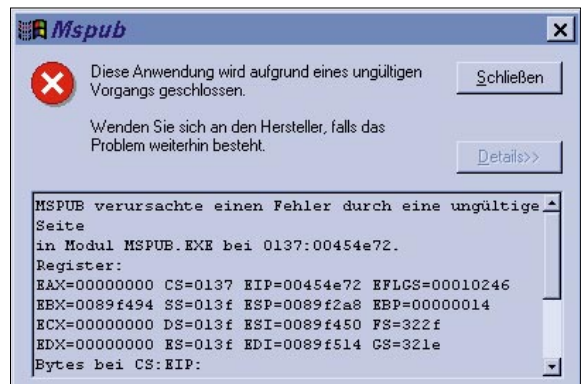 Mspub
Diese Anwendung wird aufgrund eines ungültigen
Vorgangs geschlossen.
Schließen
Wenden Sie sich an den Hersteller, falls das
Problem weiterhin besteht.
Details>>
MSPUB verursachte einen Fehler durch eine ungültige
Seite
in Modul MSPUB.EXE bei 0137:00454e72.
Register:
EAX=00000000 CS=0137 EIP=00454e72 EFLGS=00010246
EBX=0089f494 SS=013f ESP=0089f2a8 EBP=00000014
ECX=00000000 DS=013f ESI=0089f450 FS=322f
EDX=00000000 ES=013f EDI=0089f514 GS=321e
Bytes bei CS:EIP: